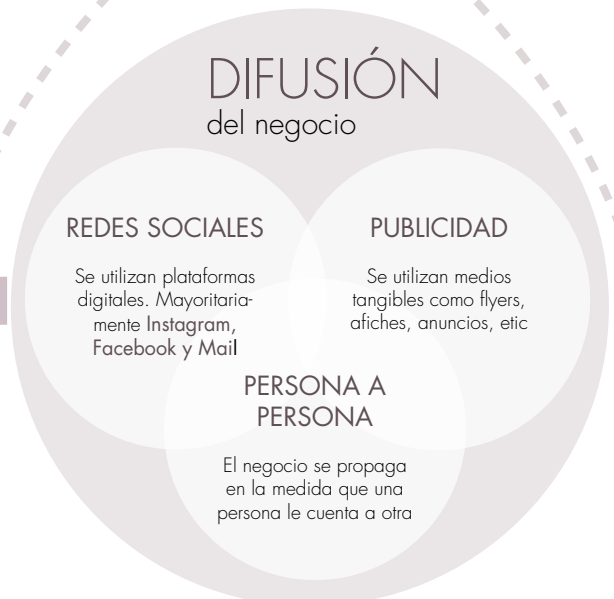 DIFUSIÓN
del negocio
REDES SOCIALES
Se utilizan plataformas
digitales. Mayoritaria-
mente Instagram,
Facebook y Mail
PUBLICIDAD
Se utilizan medios
tangibles como flyers,
afiches, anuncios, etic
PERSONA A
PERSONA
El negocio se propaga
en la medida que una
persona le cuenta a otra